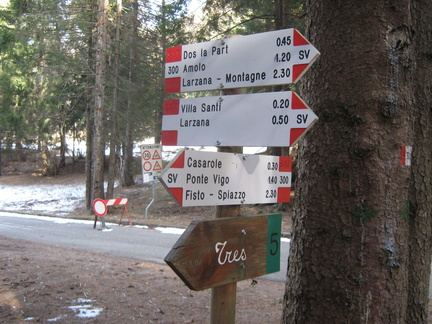 Dos la Part 0.45
300 Amolo 1.20 SV
Larzana - Montagne 2.30
Villa Santi 0.20
Larzana 0.50 SV
Casarole 0.30
SV Ponte Vigo 1.40 300
Fisto - Spiazzo 2.30
Tres 5